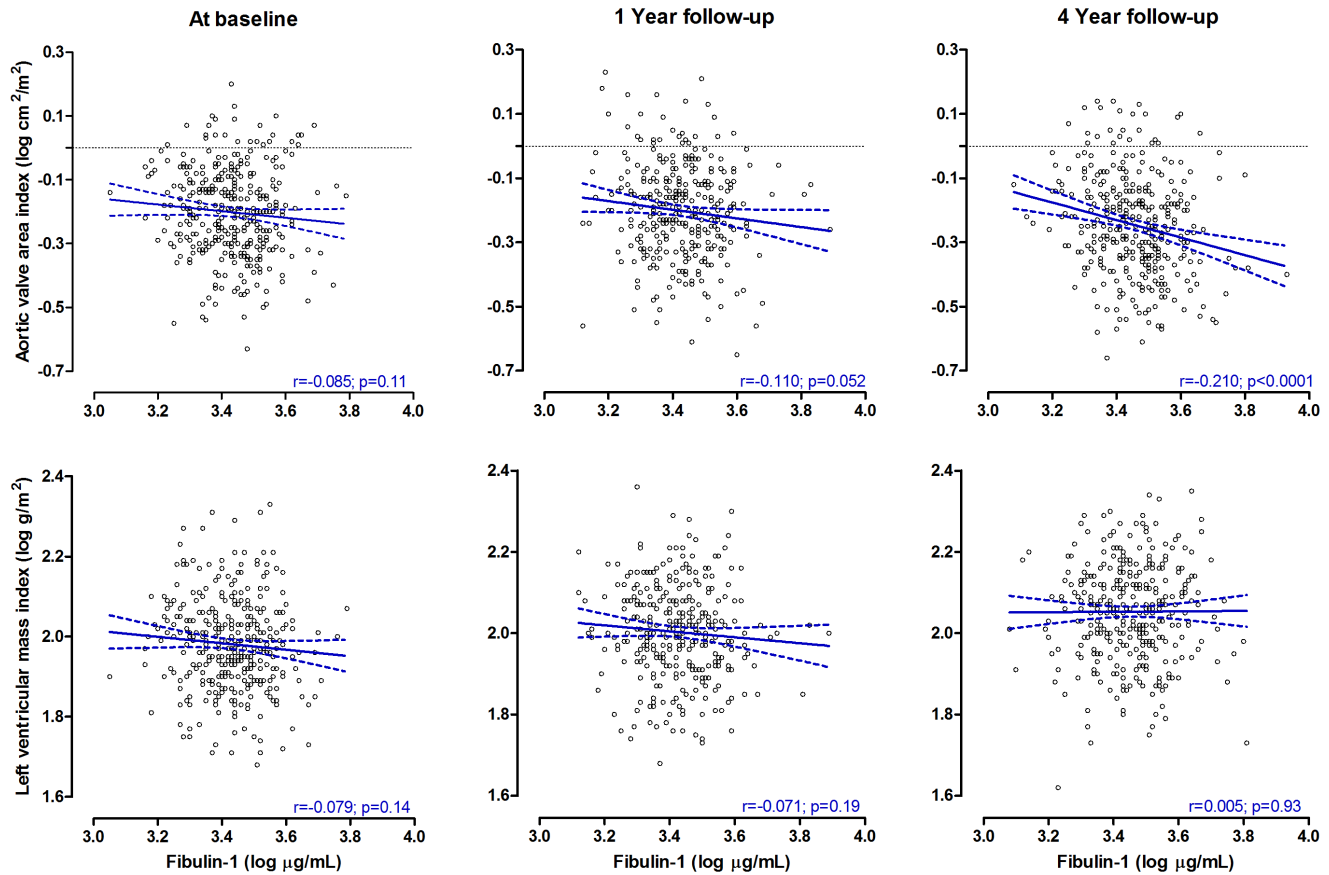 At baseline
1 Year follow-up
4 Year follow-up
Aortic valve area index (log cm²/m²)
0.3
0.1
-0.1
-0.3
-0.5
-0.7
r=-0.085; p=0.11
3.0 3.2 3.4 3.6 3.8 4.0
0.3
0.1
-0.1
-0.3
-0.5
-0.7
r=-0.110; p=0.052
3.0 3.2 3.4 3.6 3.8 4.0
0.3
0.1
-0.1
-0.3
-0.5
-0.7
r=-0.210; p<0.0001
3.0 3.2 3.4 3.6 3.8 4.0
Left ventricular mass index (log g/m²)
2.4
2.2
2.0
1.8
1.6
r=-0.079; p=0.14
3.0 3.2 3.4 3.6 3.8 4.0
Fibulin-1 (log μg/mL)
2.4
2.2
2.0
1.8
1.6
r=-0.071; p=0.19
3.0 3.2 3.4 3.6 3.8 4.0
Fibulin-1 (log μg/mL)
2.4
2.2
2.0
1.8
1.6
r=0.005; p=0.93
3.0 3.2 3.4 3.6 3.8 4.0
Fibulin-1 (log μg/mL)